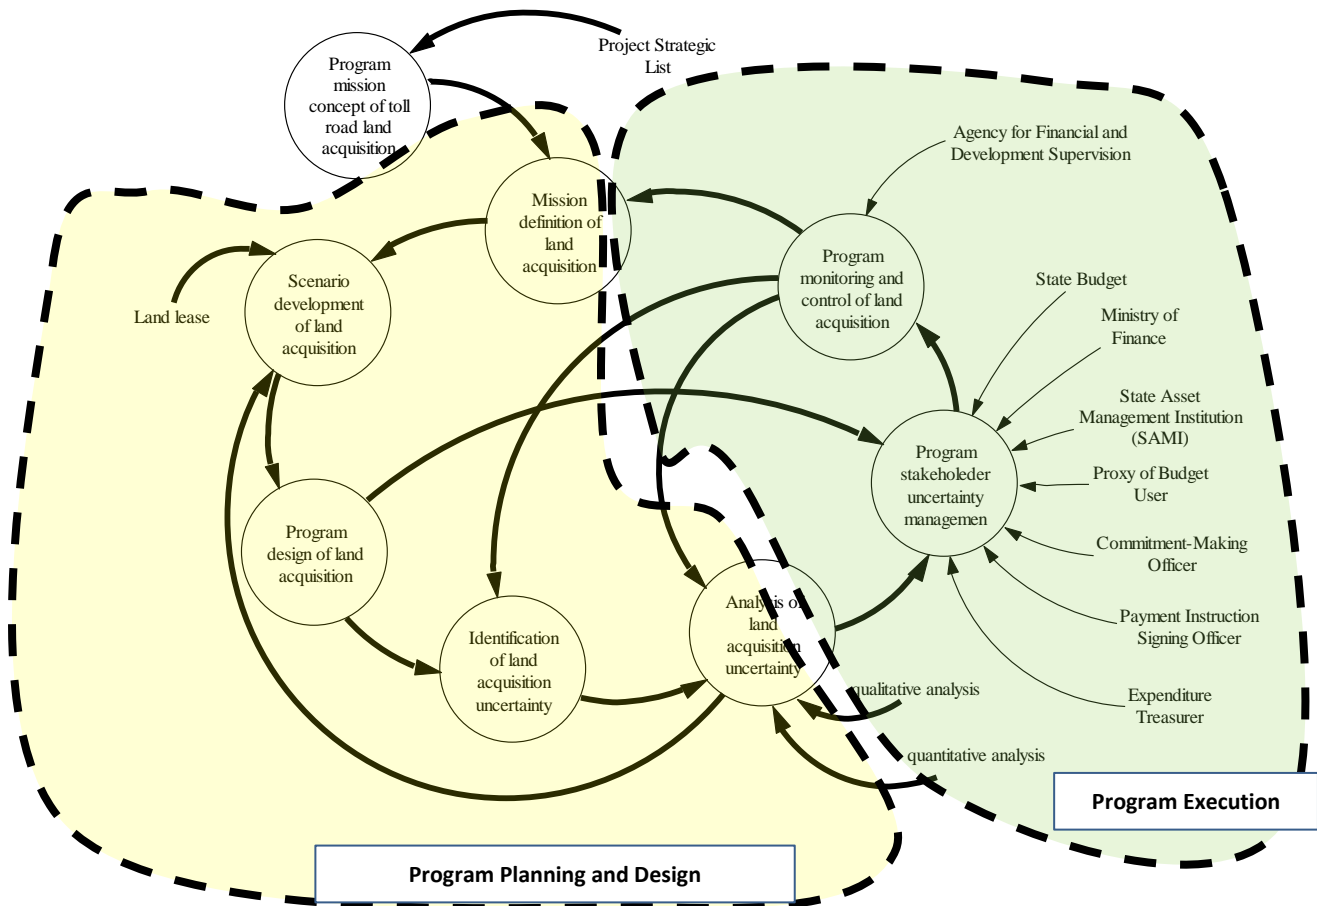 Project Strategic
List
Program
mission
concept of toll
road land
acquisition
Agency for Financial and
Development Supervision
Mission
definition of
land
acquisition
Program
monitoring and
control of land
acquisition
Scenario
development
of land
acquisition
Land lease
State Budget
Ministry of
Finance
State Asset
Management Institution
(SAMI)
Program
stakeholeder
uncertainty
managemen
Proxy of Budget
User
Commitment-Making
Officer
Payment Instruction
Signing Officer
Expenditure
Treasurer
Program
design of land
acquisition
Identification
of land
acquisition
uncertainty
Analysis of
land
acquisition
uncertainty
qualitative analysis
quantitative analysis
Program Execution
Program Planning and Design